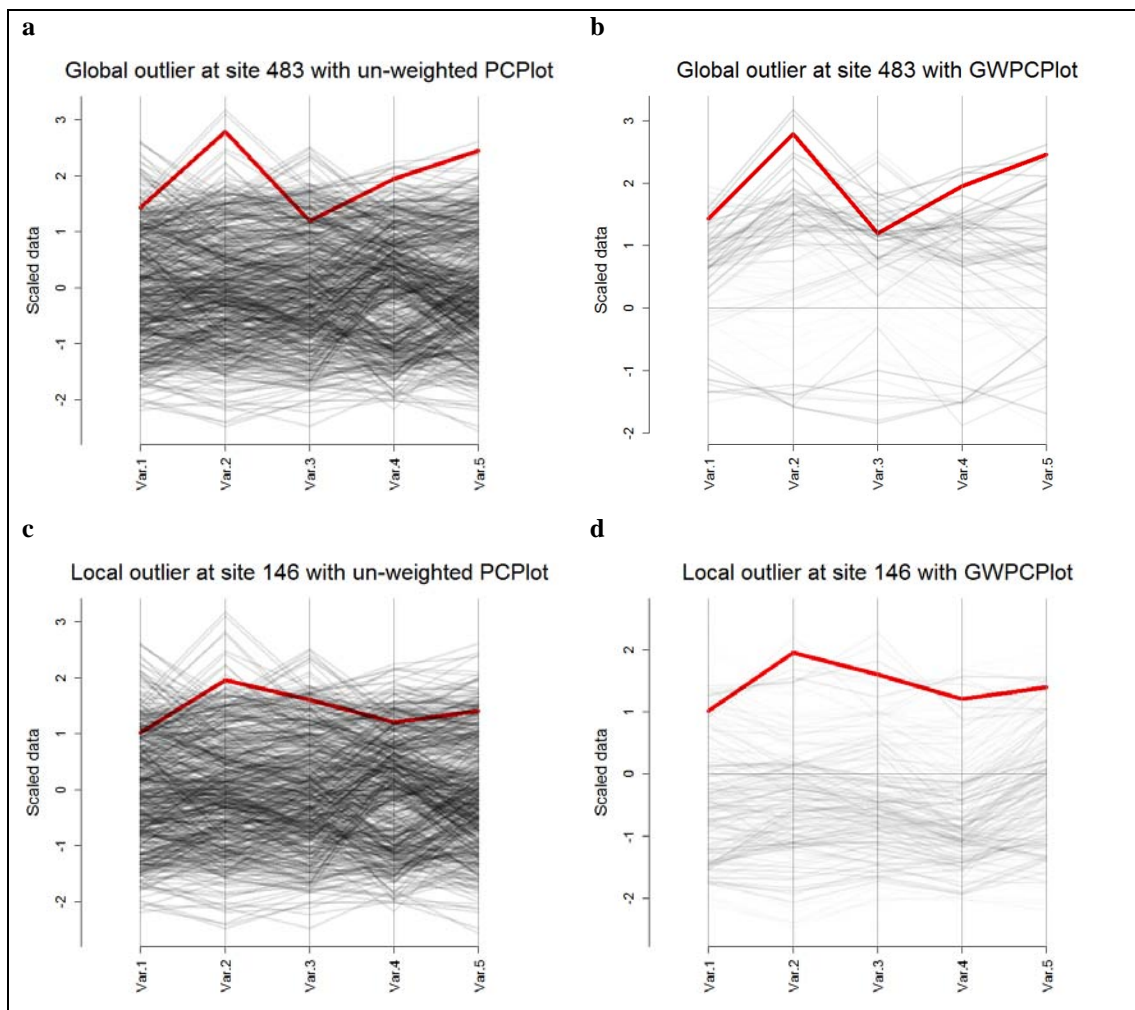 a
Global outlier at site 483 with un-weighted PCPlot
Scaled data
3
2
1
0
-1
-2
Var.1
Var.2
Var.3
Var.4
Var.5
b
Global outlier at site 483 with GWPCPlot
Scaled data
3
2
1
0
-1
-2
Var.1
Var.2
Var.3
Var.4
Var.5
c
Local outlier at site 146 with un-weighted PCPlot
Scaled data
3
2
1
0
-1
-2
Var.1
Var.2
Var.3
Var.4
Var.5
d
Local outlier at site 146 with GWPCPlot
Scaled data
2
1
0
-1
-2
Var.1
Var.2
Var.3
Var.4
Var.5